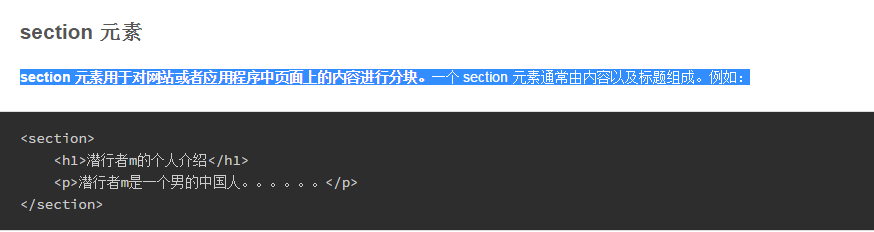 section 元素
section 元素用于对网站或者应用程序中页面上的内容进行分块。一个 section 元素通常由内容以及标题组成。例如：
<section>
    <h1>潜行者m的个人介绍</h1>
    <p>潜行者m是一个男的中国人。。。。。。</p>
</section>